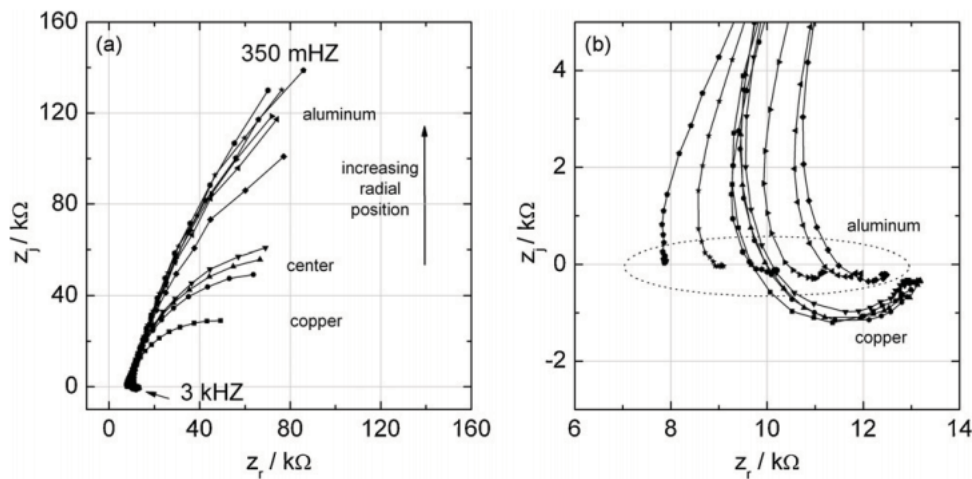 (a)
350 mHZ
aluminum
increasing
radial
position
center
copper
3 kHZ
160
120
80
40
0
z_j / kΩ
0
40
80
120
160
z_r / kΩ
(b)
aluminum
copper
4
2
0
-2
z_j / kΩ
6
8
10
12
14
z_r / kΩ